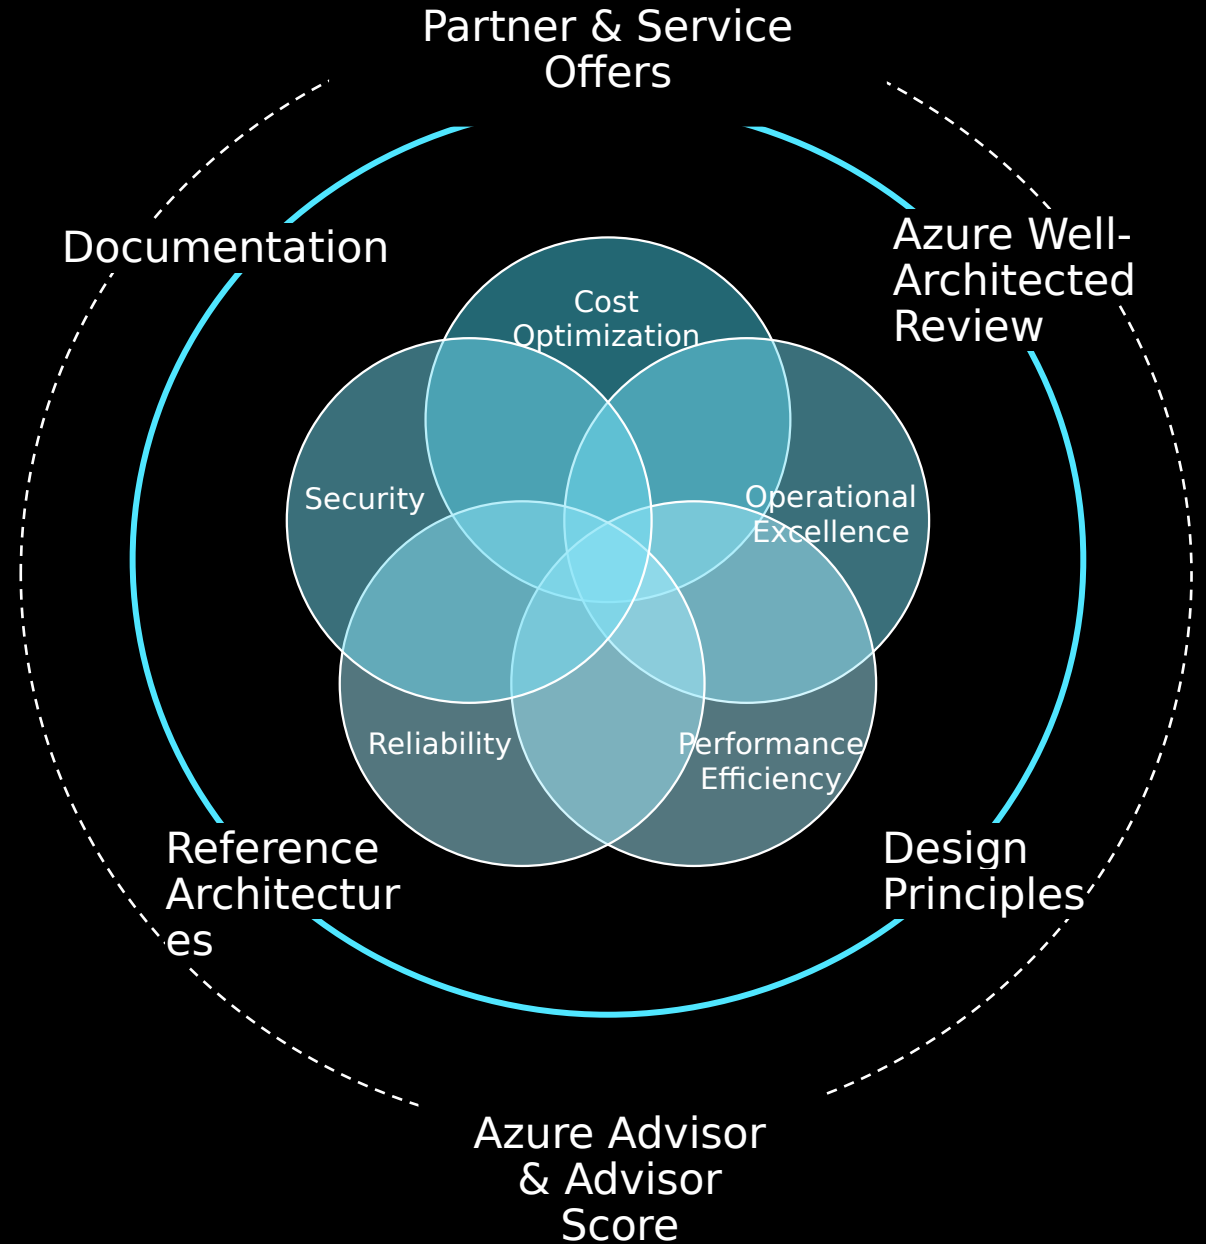 Partner & Service
Offers
Documentation
Azure Well-
Architected
Review
Cost
Optimization
Security
Operational
Excellence
Reliability
Performance
Efficiency
Reference
Architectur
es
Design
Principles
Azure Advisor
& Advisor
Score